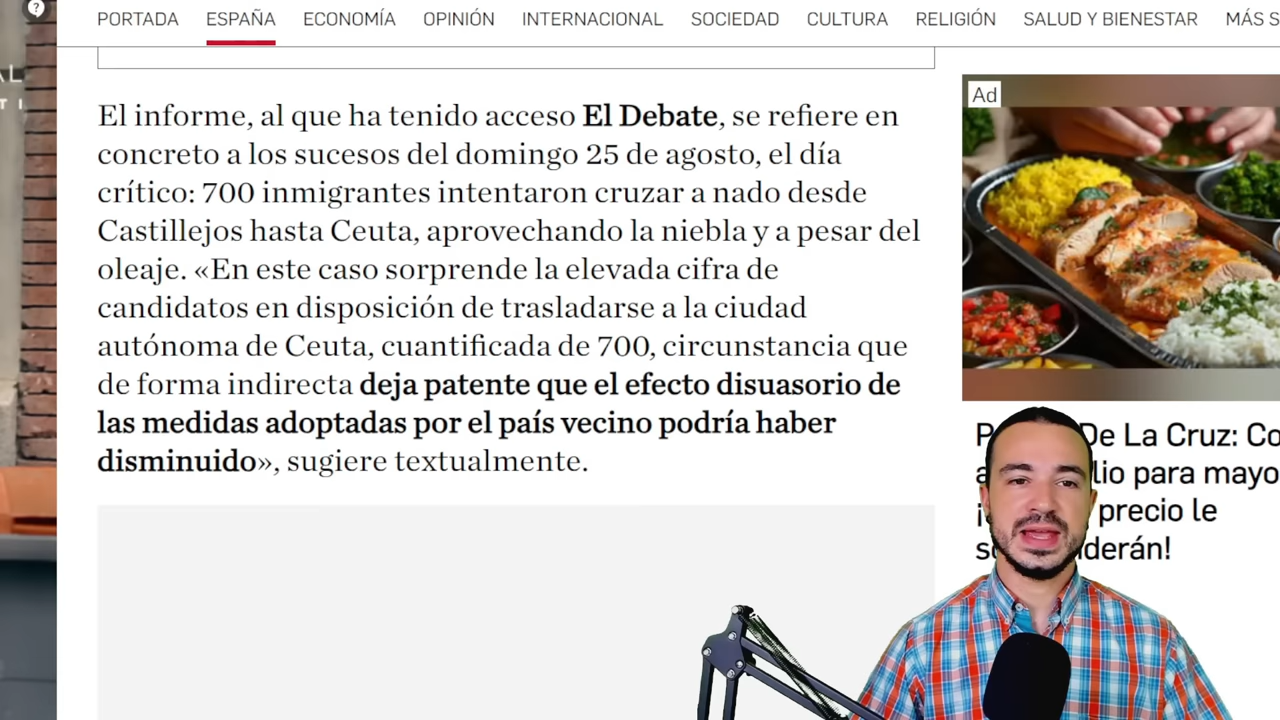 PORTADA ESPAÑA ECONOMÍA OPINIÓN INTERNACIONAL SOCIEDAD CULTURA RELIGIÓN SALUD Y BIENESTAR MÁS S
El informe, al que ha tenido acceso El Debate, se refiere en
concreto a los sucesos del domingo 25 de agosto, el día
crítico: 700 inmigrantes intentaron cruzar a nado desde
Castillejos hasta Ceuta, aprovechando la niebla y a pesar del
oleaje. «En este caso sorprende la elevada cifra de
candidatos en disposición de trasladarse a la ciudad
autónoma de Ceuta, cuantificada de 700, circunstancia que
de forma indirecta deja patente que el efecto disuasorio de
las medidas adoptadas por el país vecino podría haber
disminuido», sugiere textualmente.
Ad
De La Cruz: Co
lio para mayo
precio le
derán!